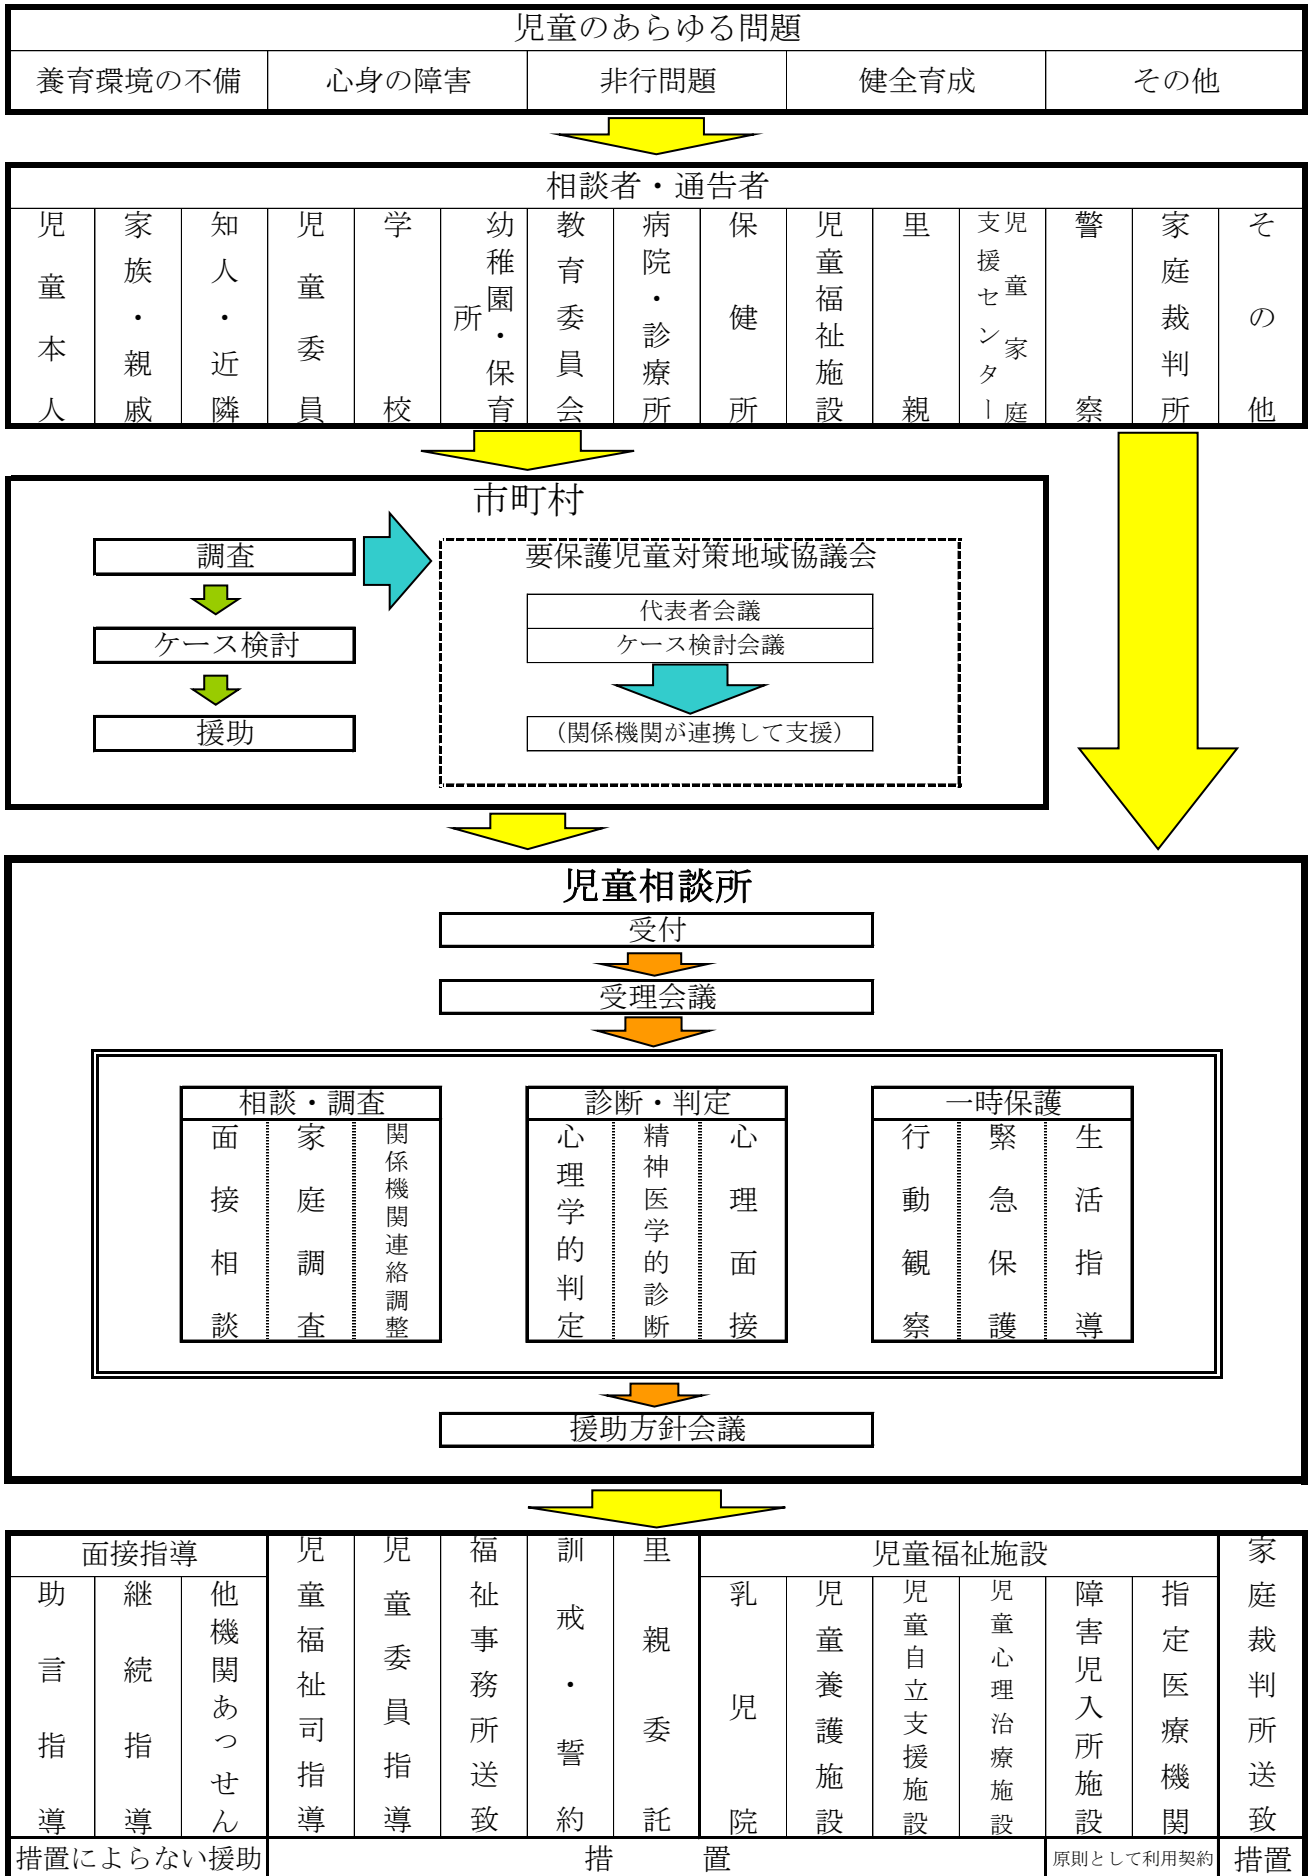 児童のあらゆる問題
養育環境の不備
心身の障害
非行問題
健全育成
その他
相談者・通告者
児童本人
家族・親戚
知人・近隣
児童委員
学校
幼稚園・保育所
教育委員会
病院・診療所
保健所
児童福祉施設
里親
児童家庭
支援センター
警察
家庭裁判所
その他
市町村
調査
ケース検討
援助
要保護児童対策地域協議会
代表者会議
ケース検討会議
（関係機関が連携して支援）
児童相談所
受付
受理会議
相談・調査
面接相談
家庭調査
関係機関連絡調整
診断・判定
心理学的判定
精神医学的診断
心理面接
一時保護
行動観察
緊急保護
生活指導
援助方針会議
面接指導
助言指導
継続指導
他機関あっせん
児童福祉司指導
児童委員指導
福祉事務所送致
訓戒・誓約
里親委託
児童福祉施設
乳児院
児童養護施設
児童自立支援施設
児童心理治療施設
障害児入所施設
指定医療機関
家庭裁判所送致
措置によらない援助
措置
原則として利用契約
措置